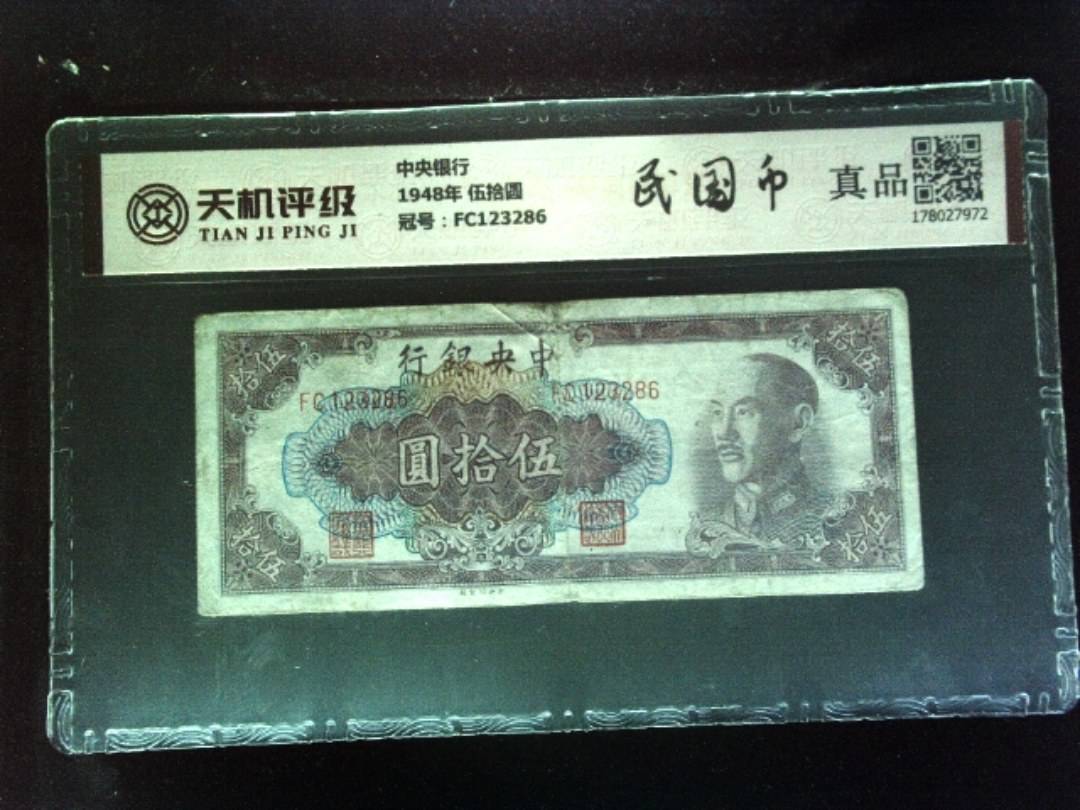 天机评级
TIAN JI PING JI
中央银行
1948年 伍拾圆
冠号：FC123286
民国币
真品
178027972
行銀央中
FC123286
FC123286
圓拾伍
拾伍
拾伍
拾伍
拾伍